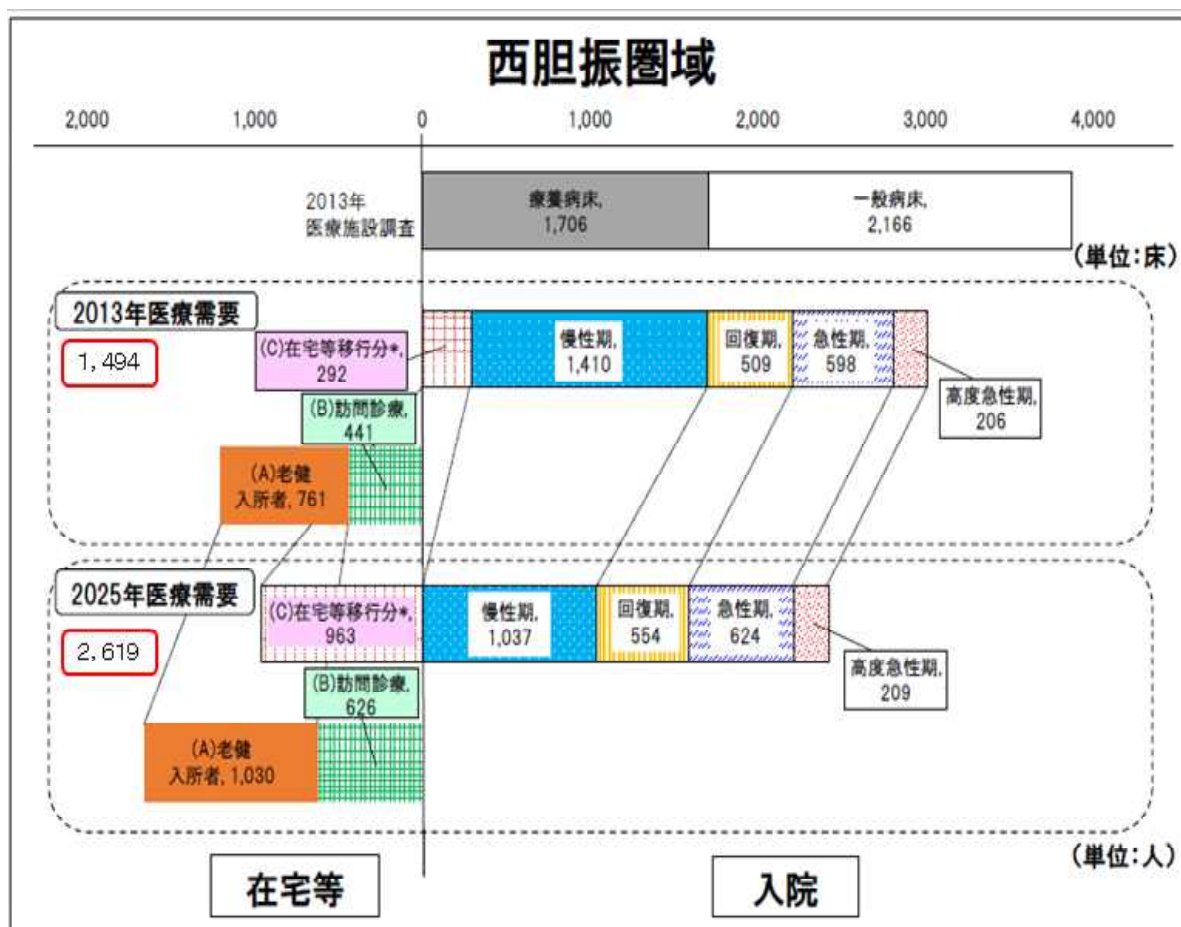 西胆振圏域
2,000
1,000
0
1,000
2,000
3,000
4,000
2013年
医療施設調査
療養病床,
1,706
一般病床,
2,166
(単位:床)
2013年医療需要
1,494
(C)在宅等移行分*,
292
慢性期,
1,410
回復期,
509
急性期,
598
高度急性期,
206
(B)訪問診療,
441
(A)老健
入所者, 761
2025年医療需要
2,619
(C)在宅等移行分*,
963
慢性期,
1,037
回復期,
554
急性期,
624
高度急性期,
209
(B)訪問診療,
626
(A)老健
入所者, 1,030
(単位:人)
在宅等
入院